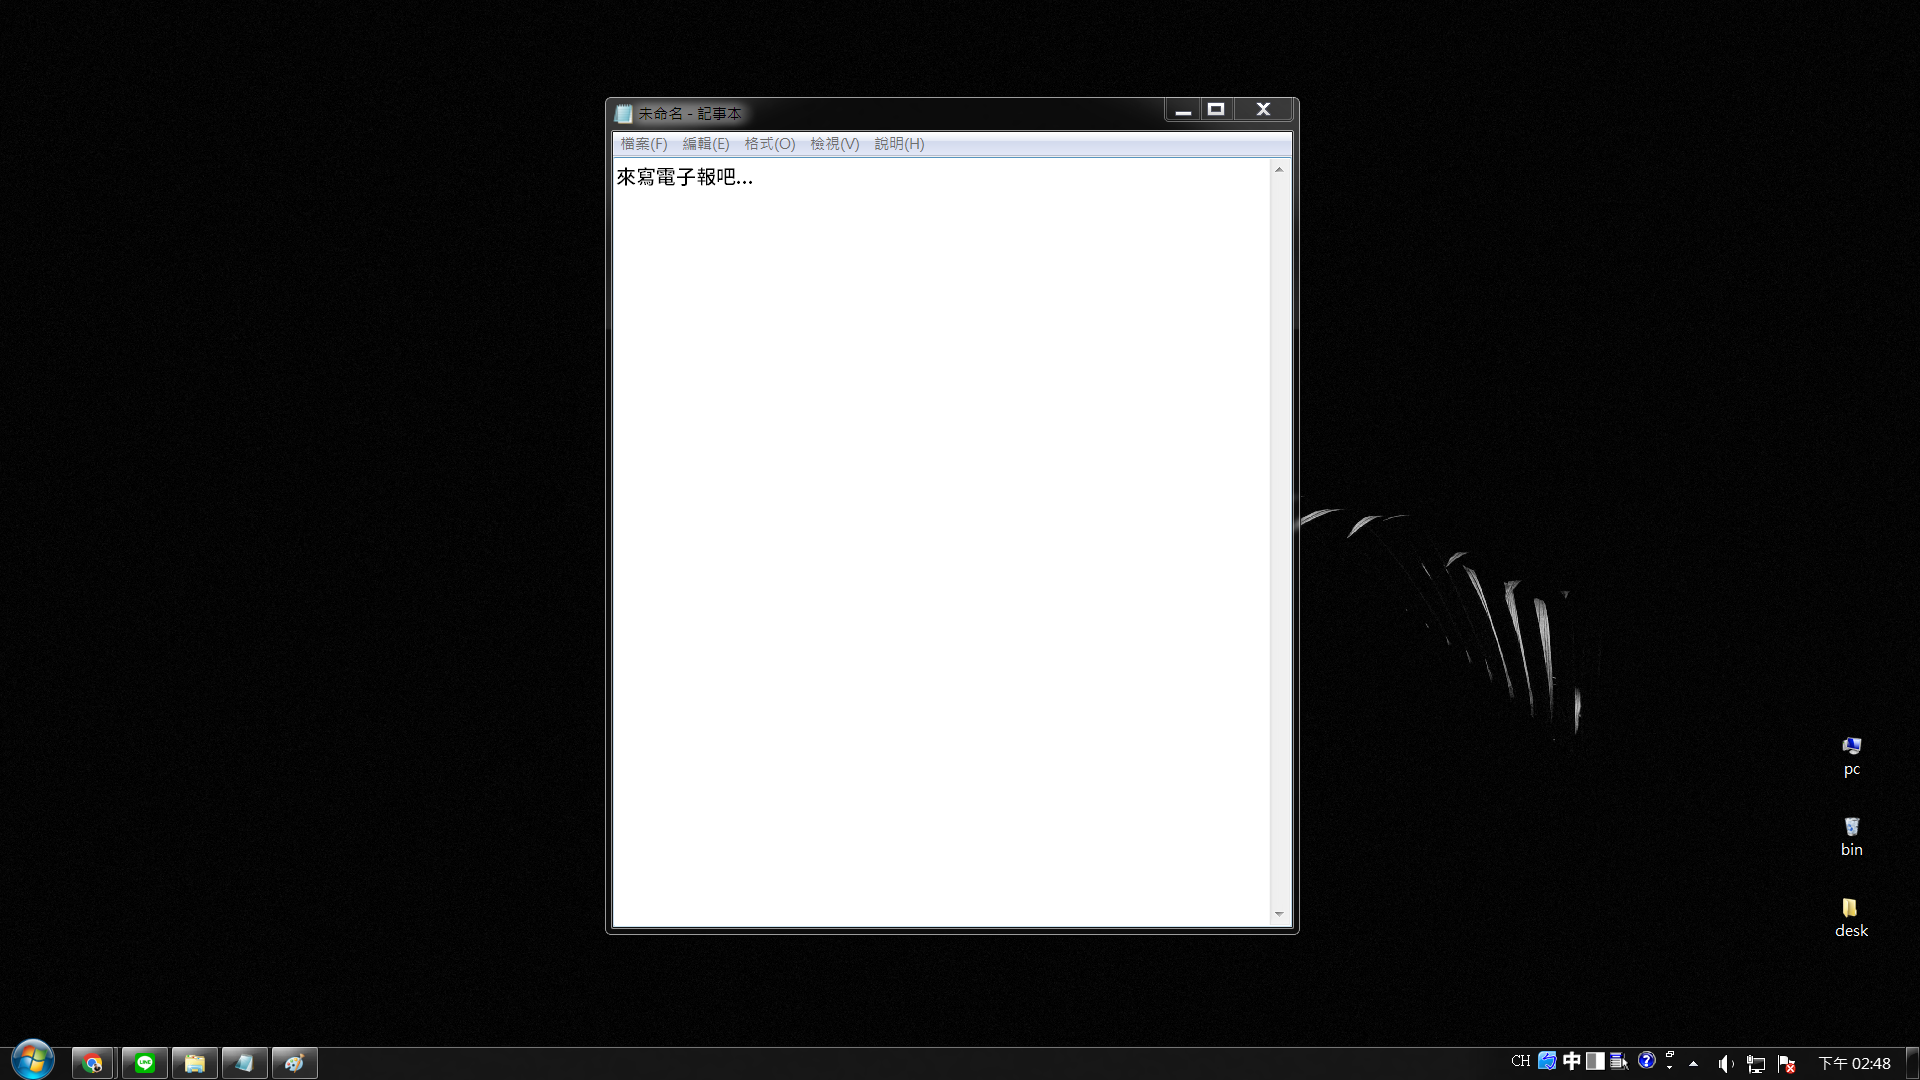 未命名 - 記事本
檔案(F) 編輯(E) 格式(O) 檢視(V) 說明(H)
來寫電子報吧...
pc
bin
desk
LINE
CH 中 ? 下午 02:48